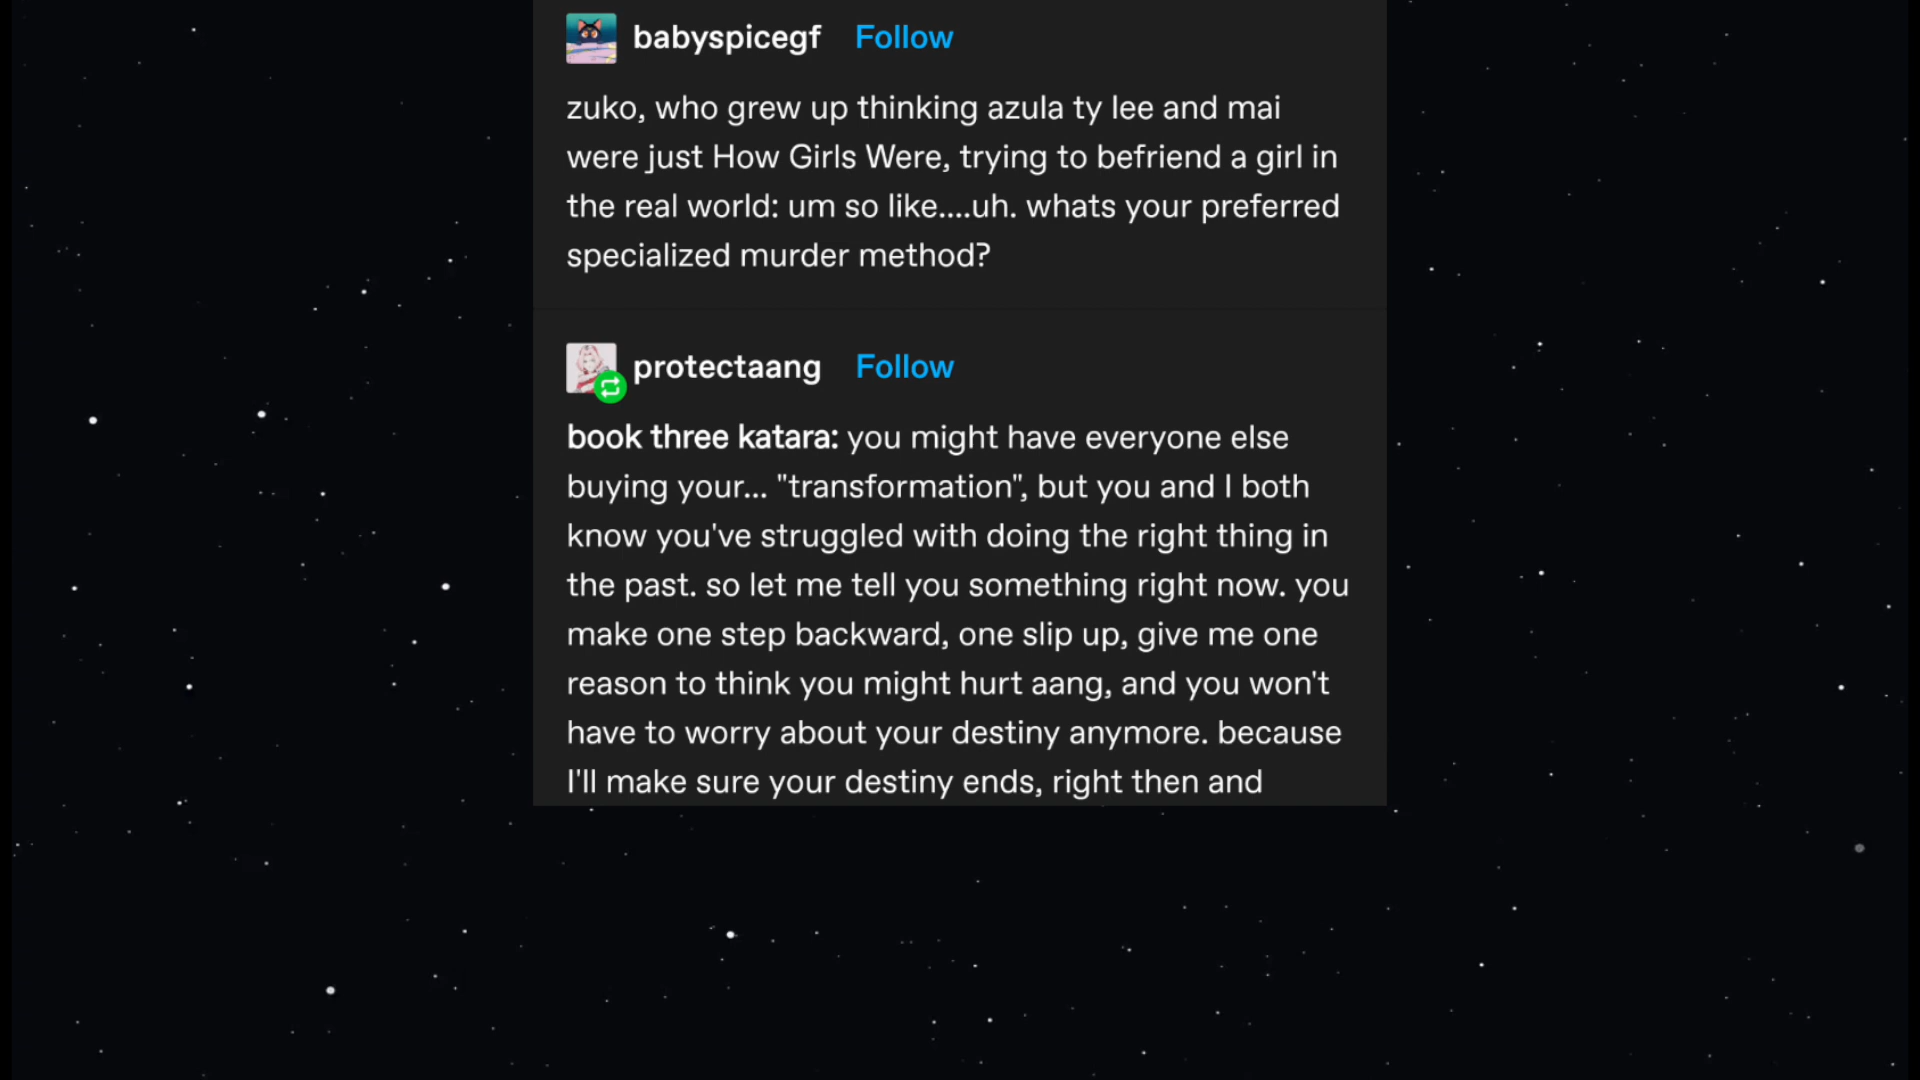 babyspicegf Follow
zuko, who grew up thinking azula ty lee and mai
were just How Girls Were, trying to befriend a girl in
the real world: um so like....uh. whats your preferred
specialized murder method?
protectaang Follow
book three katara: you might have everyone else
buying your... "transformation", but you and I both
know you've struggled with doing the right thing in
the past. so let me tell you something right now. you
make one step backward, one slip up, give me one
reason to think you might hurt aang, and you won't
have to worry about your destiny anymore. because
I'll make sure your destiny ends, right then and